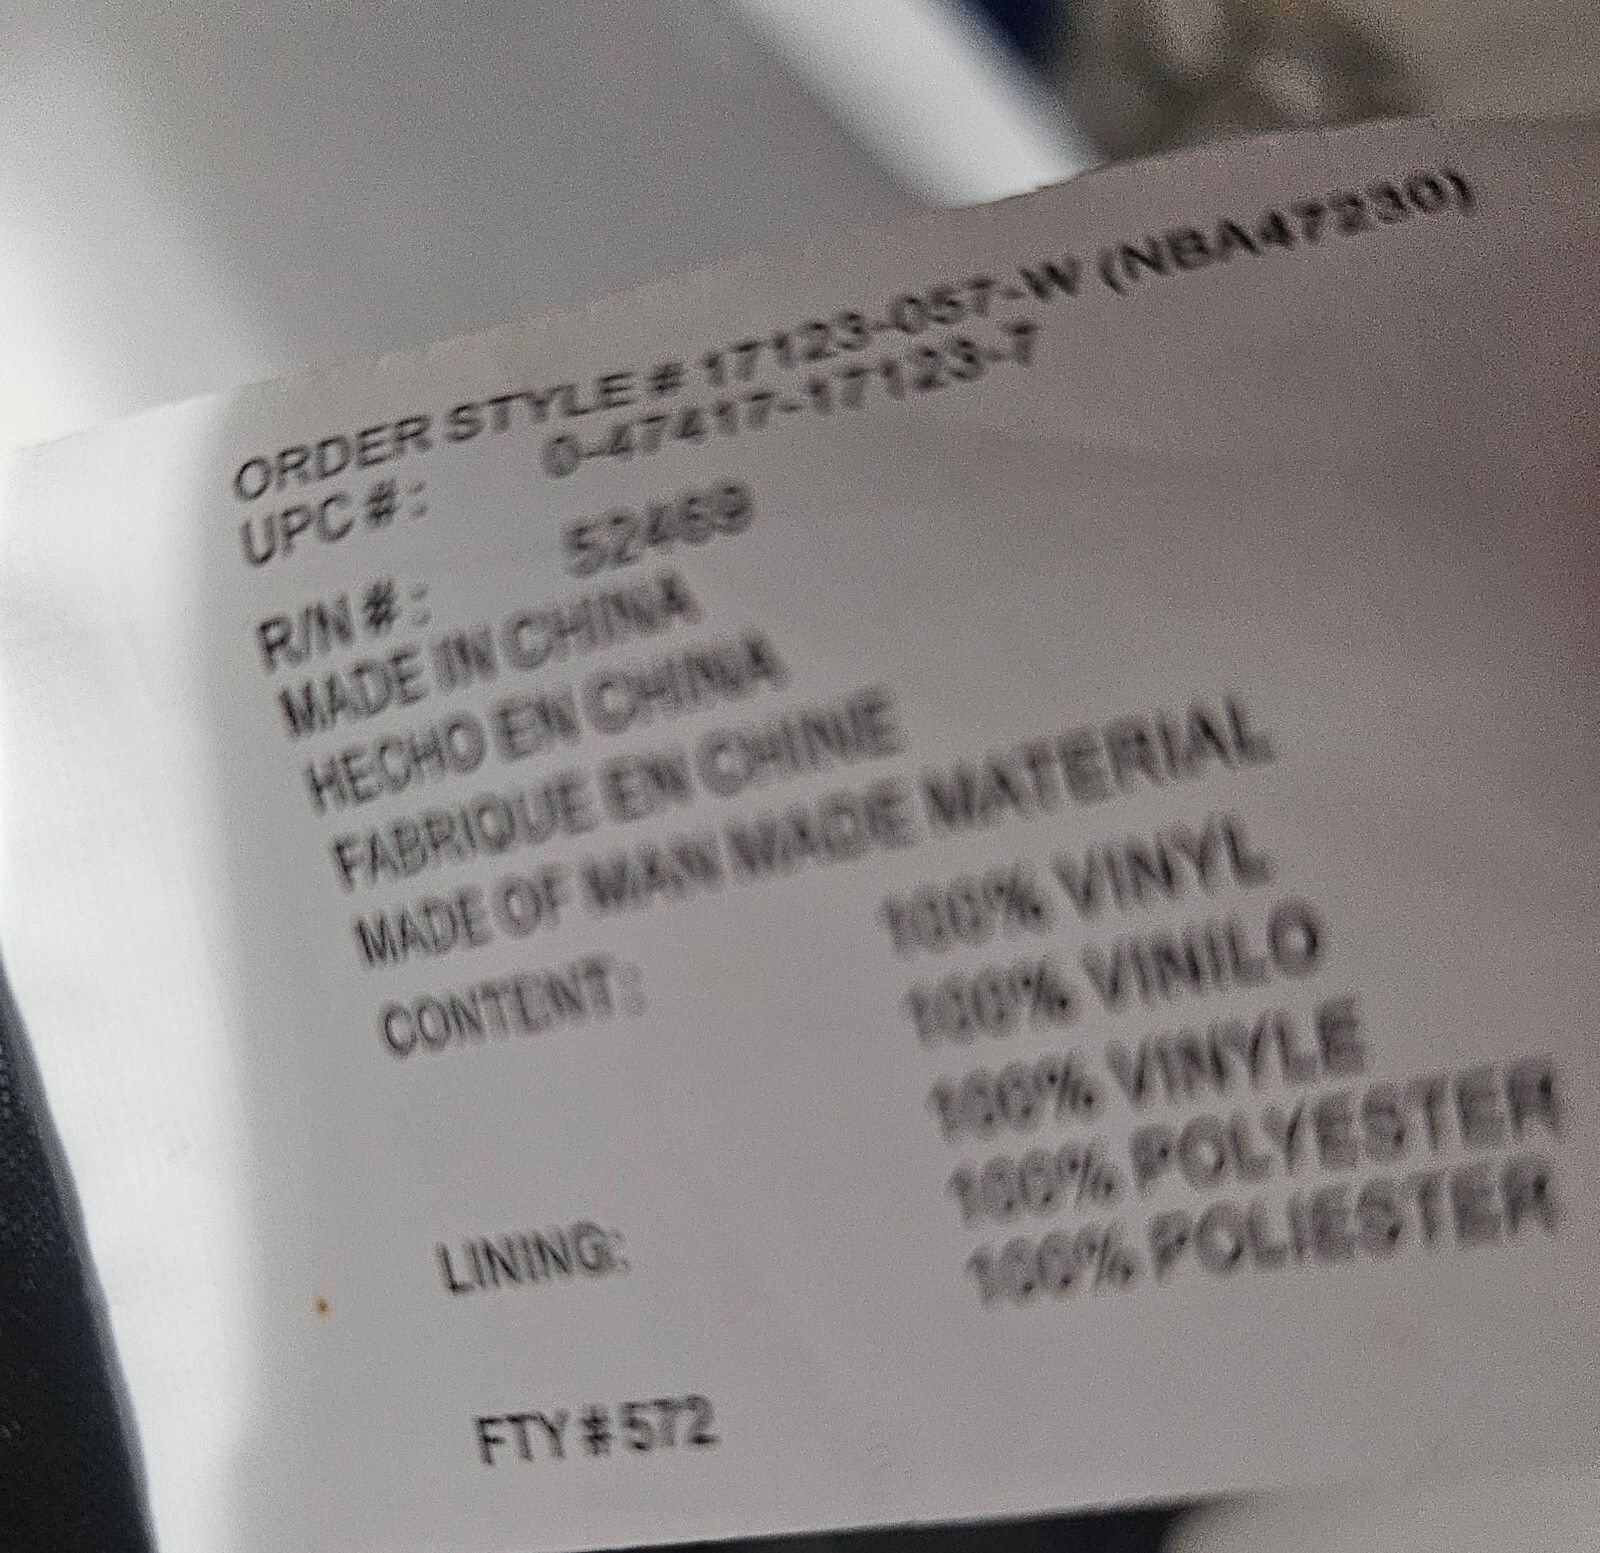 ORDER STYLE # 17123-057-W (NBA47230)
UPC #: 0-47417-17123-7
R/N #: 52469
MADE IN CHINA
HECHO EN CHINA
FABRIQUE EN CHINE
MADE OF MAN MADE MATERIAL
CONTENT: 100% VINYL
100% VINILO
100% VINYLE
LINING: 100% POLYESTER
100% POLIESTER
FTY # 572